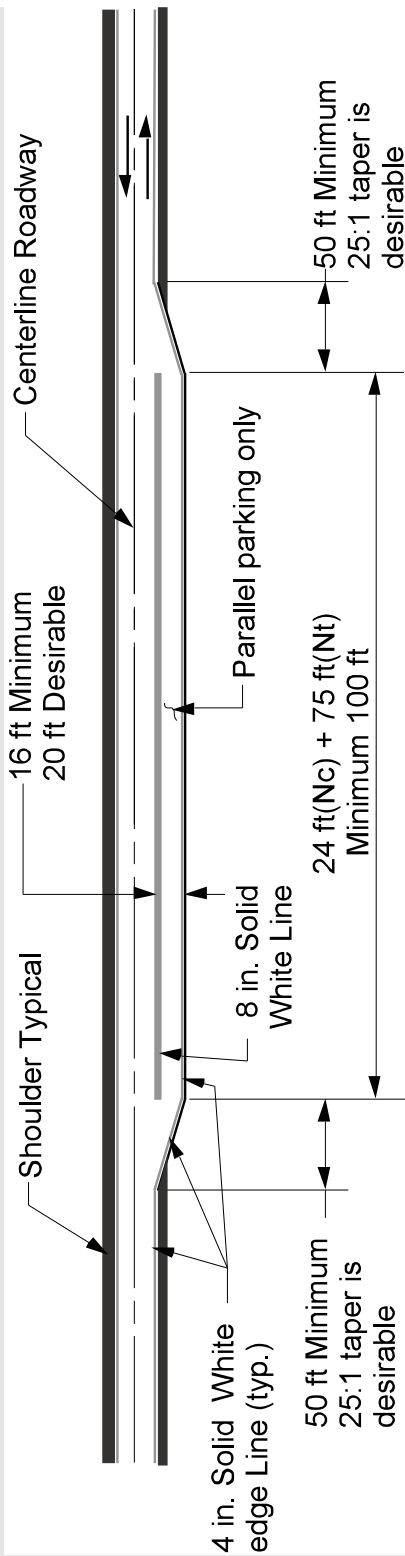 Shoulder Typical
16 ft Minimum
20 ft Desirable
Centerline Roadway
4 in. Solid White
edge Line (typ.)
8 in. Solid
White Line
Parallel parking only
50 ft Minimum
25:1 taper is
desirable
24 ft(Nc) + 75 ft(Nt)
Minimum 100 ft
50 ft Minimum
25:1 taper is
desirable